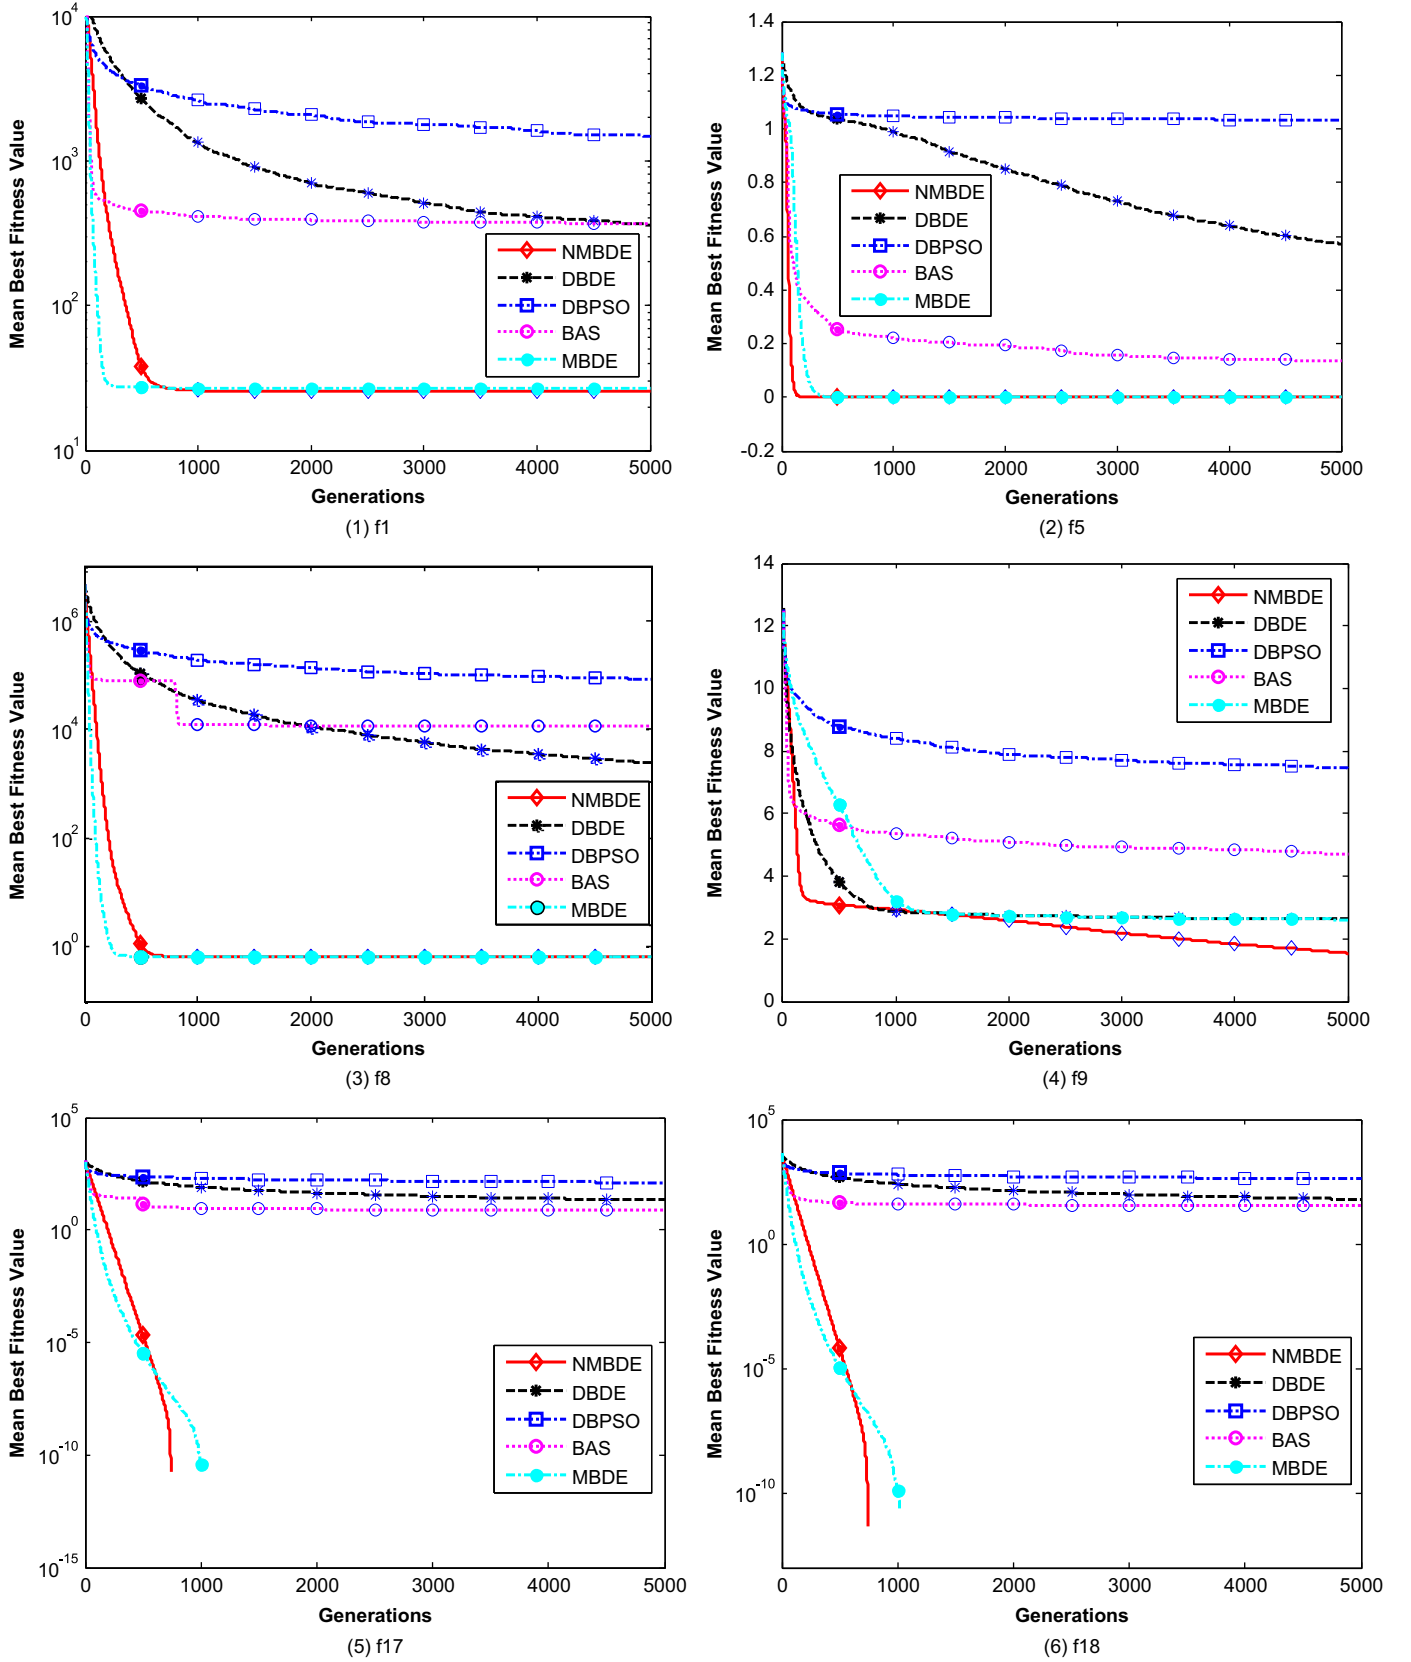 Mean Best Fitness Value
10^4
10^3
10^2
10^1
0
1000
2000
3000
4000
5000
NMBDE
DBDE
DBPSO
BAS
MBDE
Generations
(1) f1
Mean Best Fitness Value
1.4
1.2
1
0.8
0.6
0.4
0.2
0
-0.2
0
1000
2000
3000
4000
5000
NMBDE
DBDE
DBPSO
BAS
MBDE
Generations
(2) f5
Mean Best Fitness Value
10^6
10^4
10^2
10^0
0
1000
2000
3000
4000
5000
NMBDE
DBDE
DBPSO
BAS
MBDE
Generations
(3) f8
Mean Best Fitness Value
14
12
10
8
6
4
2
0
0
1000
2000
3000
4000
5000
NMBDE
DBDE
DBPSO
BAS
MBDE
Generations
(4) f9
Mean Best Fitness Value
10^5
10^0
10^-5
10^-10
10^-15
0
1000
2000
3000
4000
5000
NMBDE
DBDE
DBPSO
BAS
MBDE
Generations
(5) f17
Mean Best Fitness Value
10^5
10^0
10^-5
10^-10
0
1000
2000
3000
4000
5000
NMBDE
DBDE
DBPSO
BAS
MBDE
Generations
(6) f18